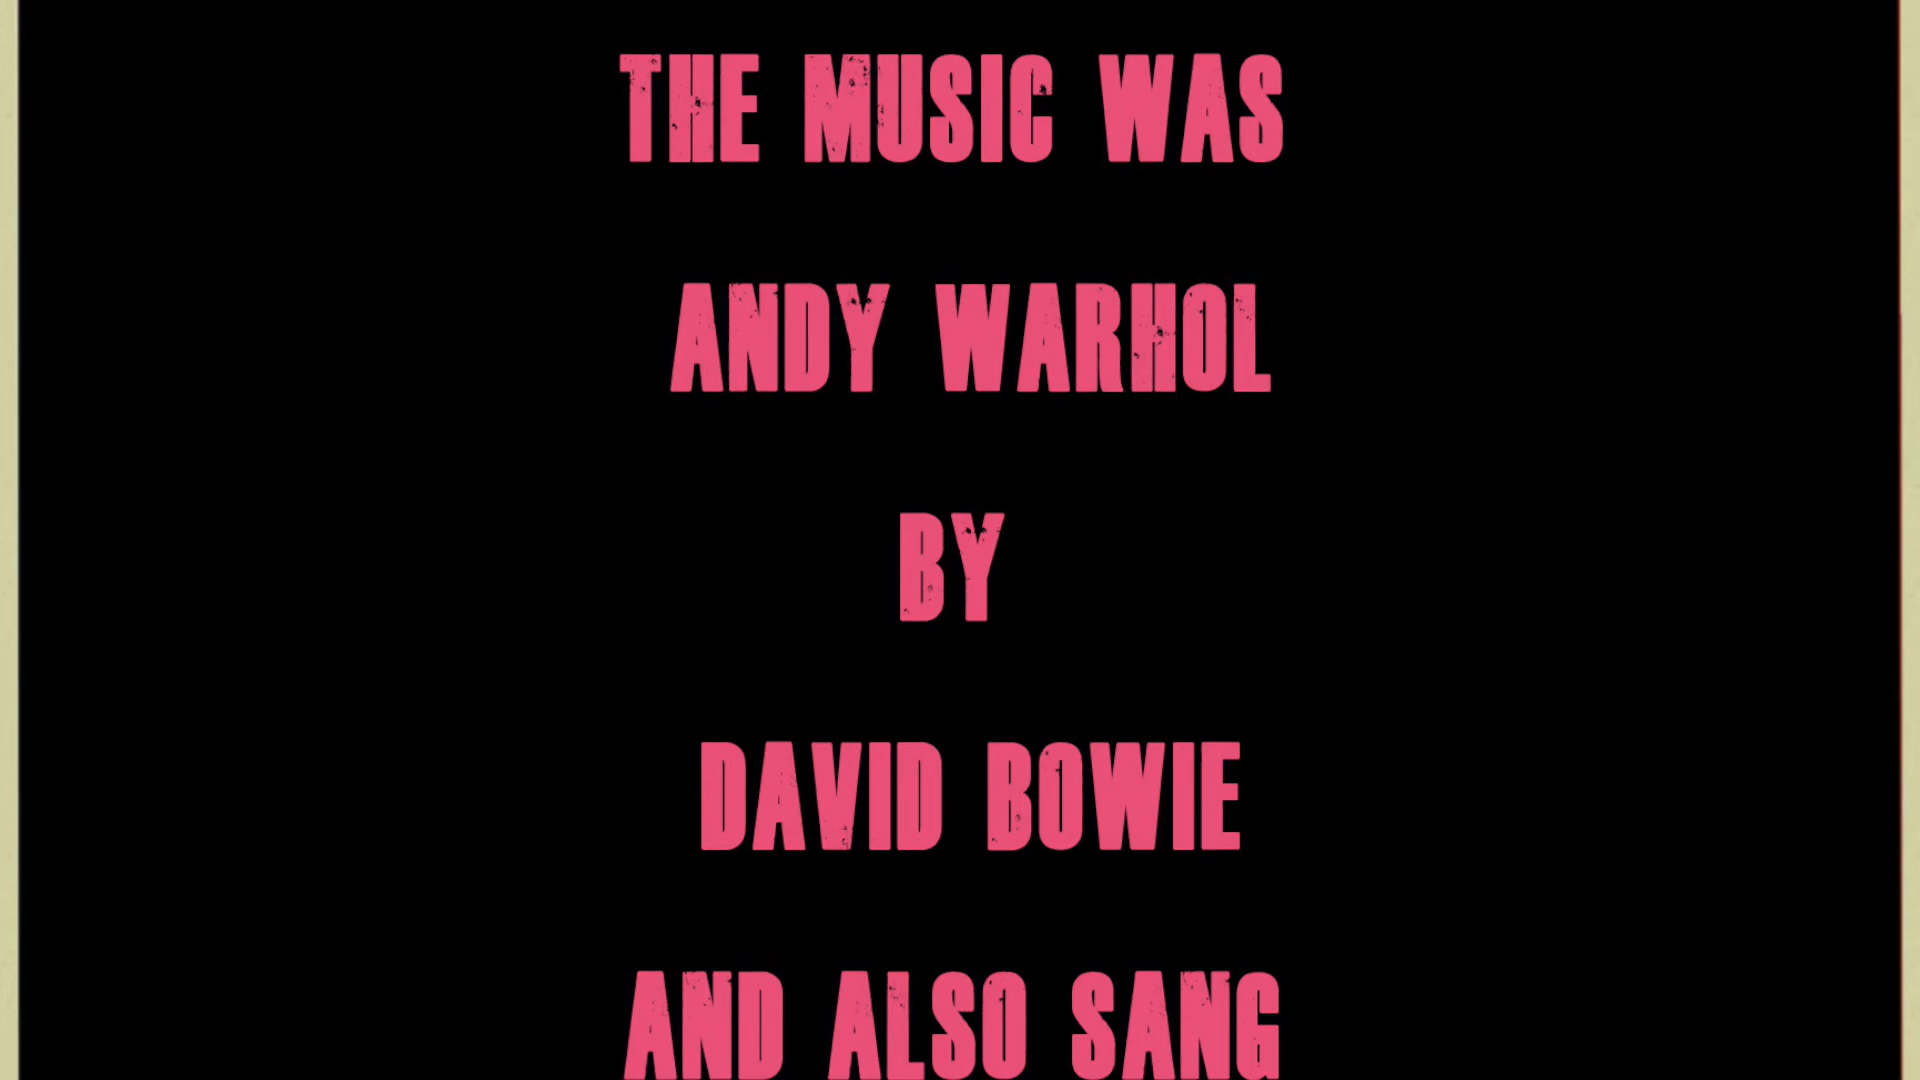 THE MUSIC WAS
ANDY WARHOL
BY
DAVID BOWIE
AND ALSO SANG